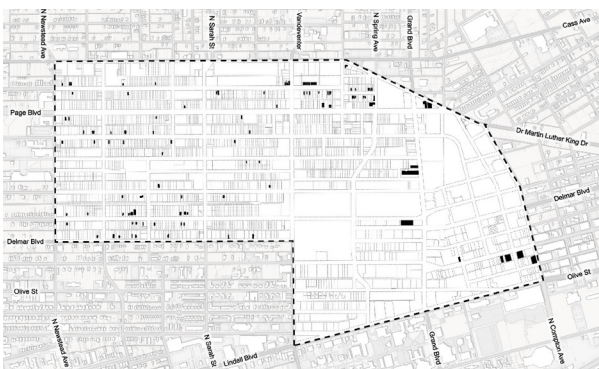 N Newstead Ave
N Sarah St
Vandeventer
N Spring Ave
Grand Blvd
Cass Ave
Page Blvd
Dr Martin Luther King Dr
Delmar Blvd
Delmar Blvd
Olive St
Olive St
N Newstead Ave
N Sarah St
Lindell Blvd
Grand Blvd
N Compton Ave